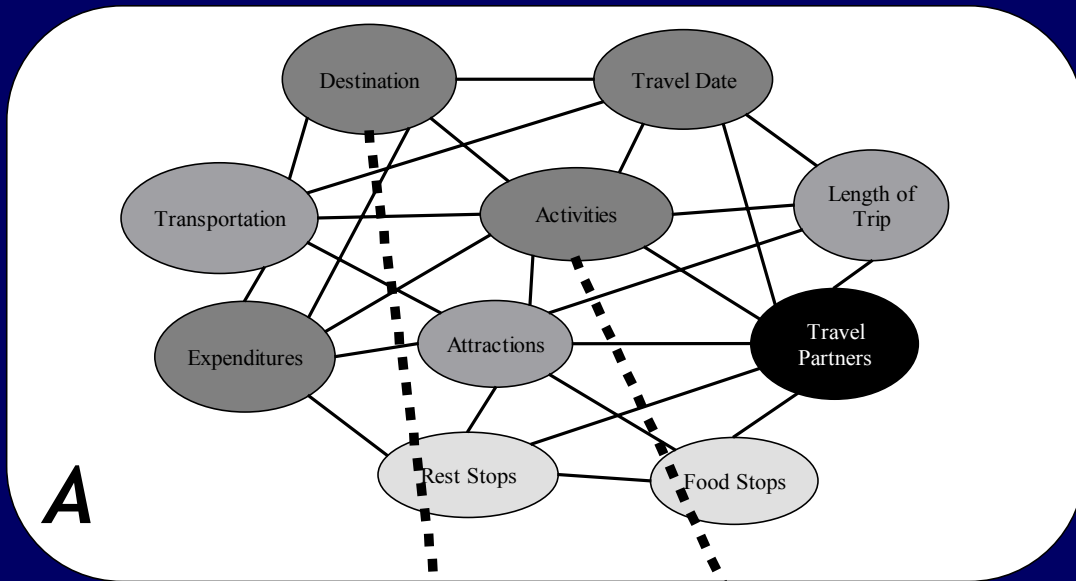 Destination
Travel Date
Transportation
Activities
Length of
Trip
Expenditures
Attractions
Travel
Partners
Rest Stops
Food Stops
A